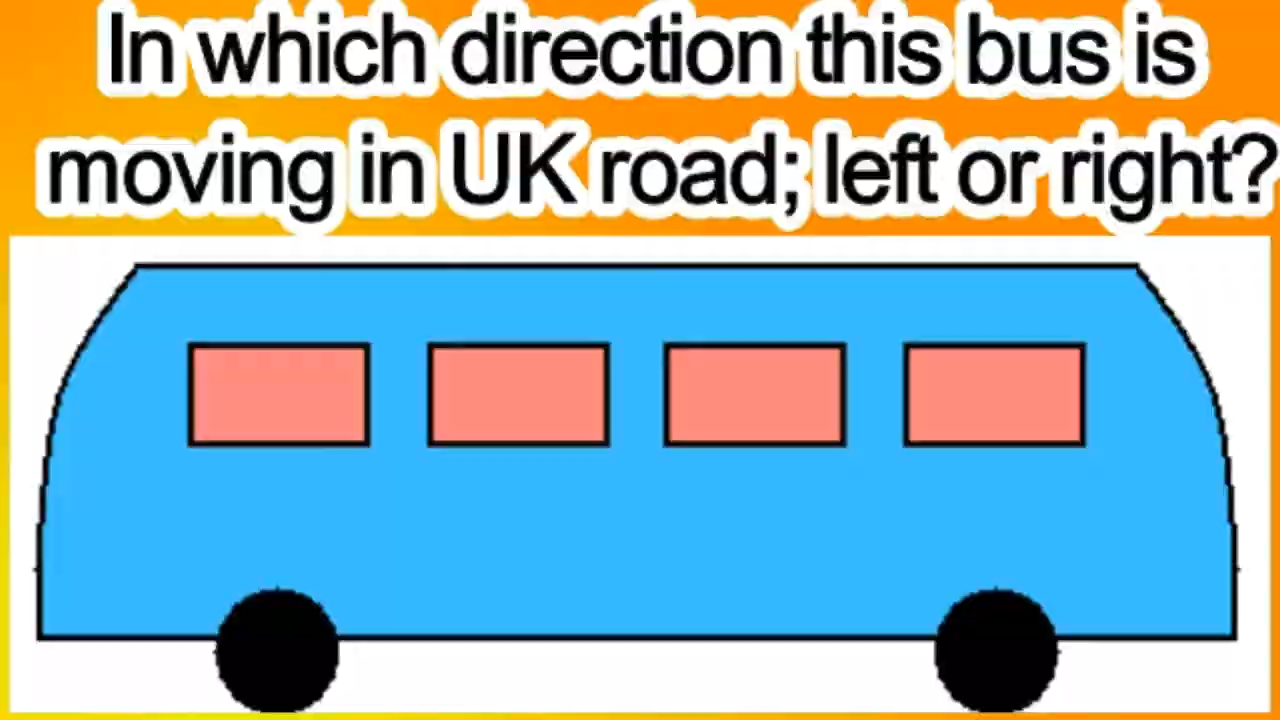 In which direction this bus is
moving in UK road; left or right?